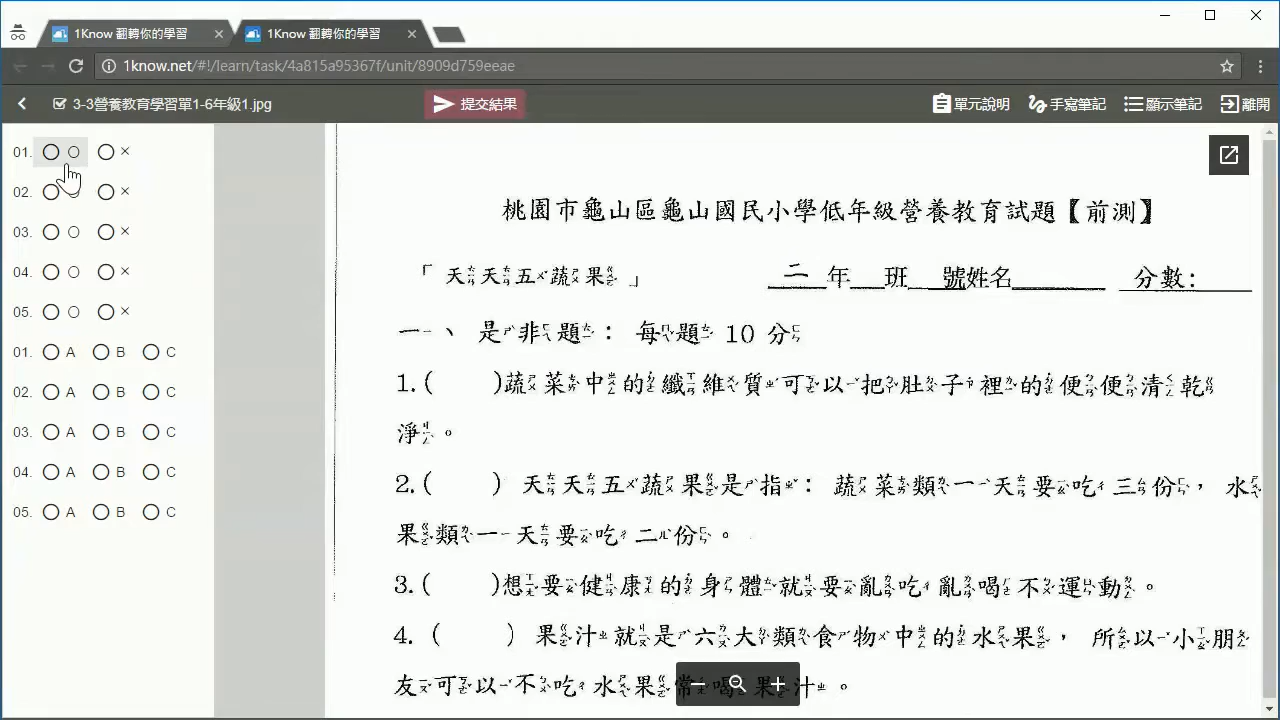 1Know 翻轉你的學習
1Know 翻轉你的學習
1know.net/#!/learn/task/4a815a95367f/unit/8909d759eeae
3-3營養教育學習單1-6年級1.jpg
提交結果
單元說明
手寫筆記
顯示筆記
離開
01. ○ ×
02. ×
03. ○ ×
04. ○ ×
05. ○ ×
01. A B C
02. A B C
03. A B C
04. A B C
05. A B C
桃園市龜山區龜山國民小學低年級營養教育試題【前測】
「天天五蔬果」 二 年 班 號姓名 分數:
一、 是非題: 每題 10 分
1.( )蔬菜中的纖維質可以把肚子裡的便便清乾
淨。
2.( ) 天天五蔬果是指: 蔬菜類一天要吃三份, 水
果類一天要吃二份。
3.( )想要健康的身體就要亂吃亂喝不運動。
4. ( ) 果汁就是六大類食物中的水果, 所以小朋
友可以不吃水果常喝果汁。